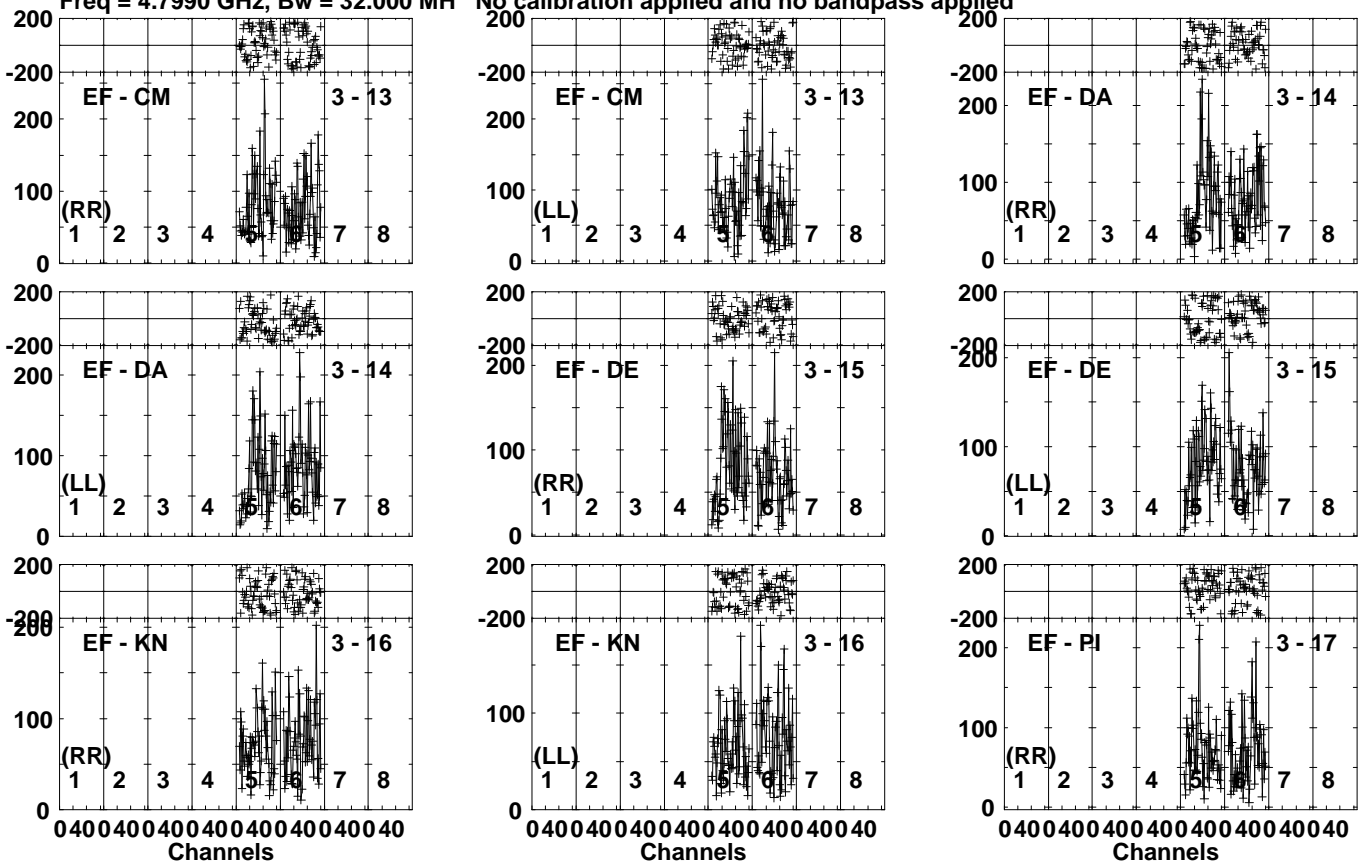 Freq = 4.7990 GHz, Bw = 32.000 MH No calibration applied and no bandpass applied
200 200 200
-200 -200 -200
EF - CM 3 - 13 EF - CM 3 - 13 EF - DA 3 - 14
200 200 200
100 100 100
(RR) (LL) (RR)
1 2 3 4 5 6 7 8 1 2 3 4 5 6 7 8 1 2 3 4 5 6 7 8
0 0 0
200 200 200
-200 -200 -200
EF - DA 3 - 14 EF - DE 3 - 15 EF - DE 3 - 15
200 200 200
100 100 100
(LL) (RR) (LL)
1 2 3 4 5 6 7 8 1 2 3 4 5 6 7 8 1 2 3 4 5 6 7 8
0 0 0
200 200 200
-200 -200 -200
EF - KN 3 - 16 EF - KN 3 - 16 EF - PI 3 - 17
200 200 200
100 100 100
(RR) (LL) (RR)
1 2 3 4 5 6 7 8 1 2 3 4 5 6 7 8 1 2 3 4 5 6 7 8
0 0 0
0 40 0 40 0 40 0 40 0 40 0 40 0 40 0 40 0 40 0 40 0 40 0 40 0 40 0 40 0 40 0 40 0 40 0 40 0 40 0 40 0 40 0 40 0 40 0 40
Channels Channels Channels